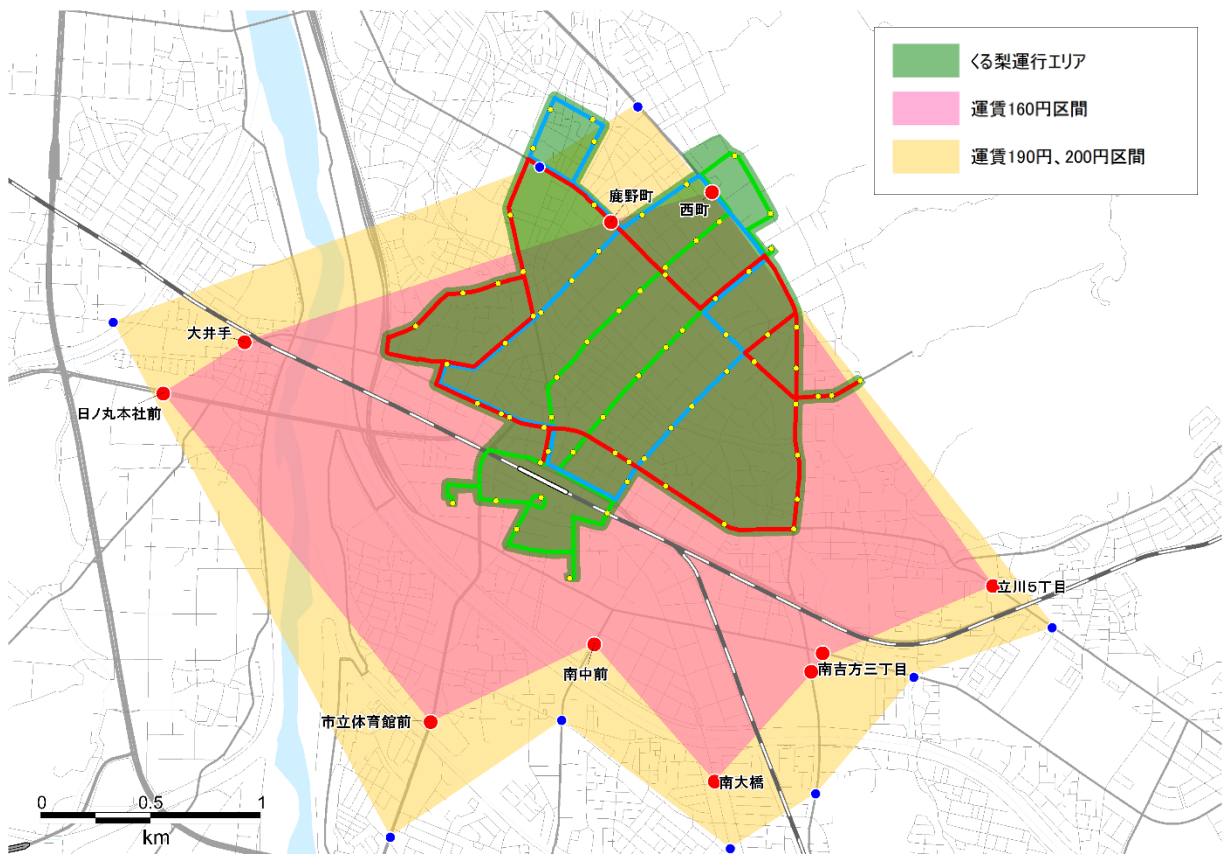 くる梨運行エリア
運賃160円区間
運賃190円、200円区間
鹿野町
西町
大井手
日ノ丸本社前
立川5丁目
南吉方三丁目
南中前
市立体育館前
南大橋
0 0.5 1
km